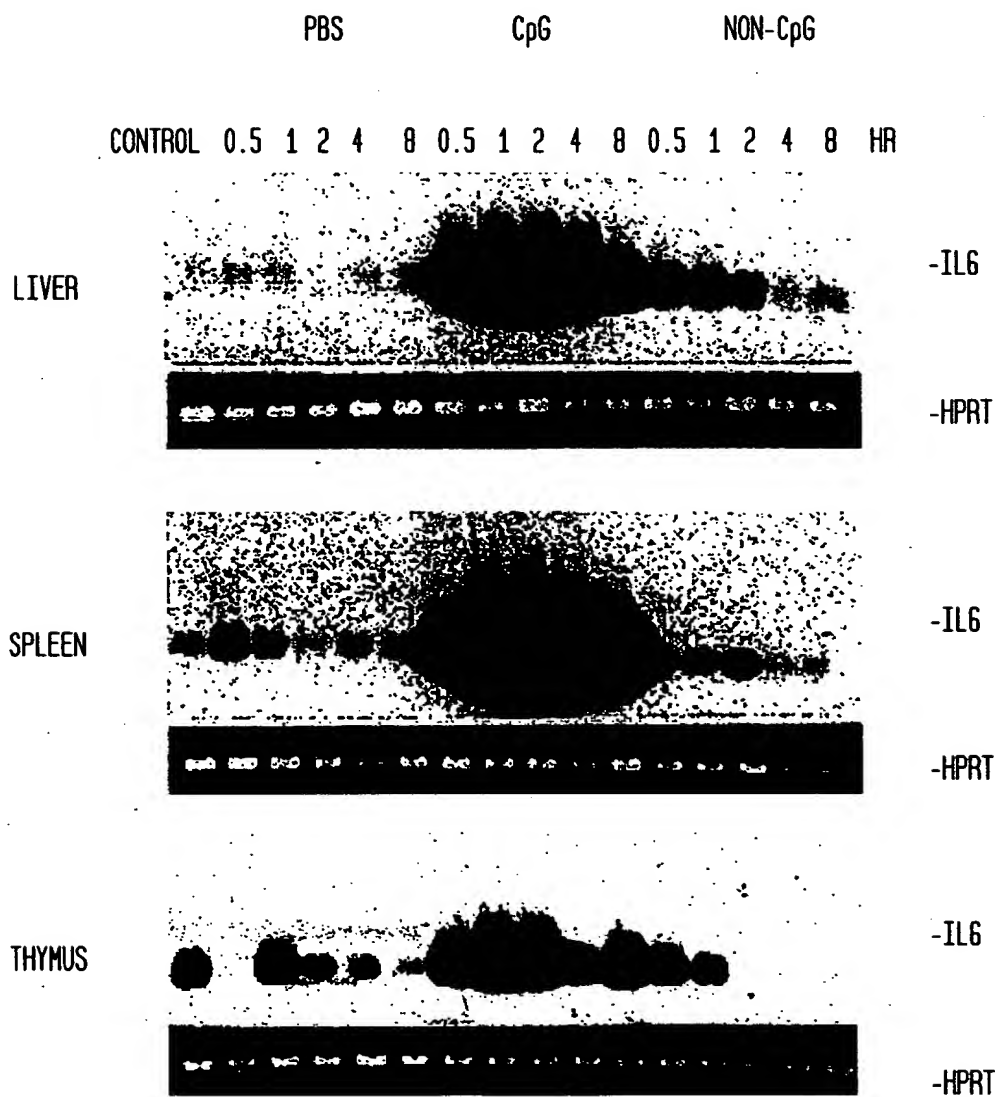 PBS CpG NON-CpG
CONTROL 0.5 1 2 4 8 0.5 1 2 4 8 0.5 1 2 4 8 HR
-IL6
LIVER
-HPRT
-IL6
SPLEEN
-HPRT
-IL6
THYMUS
-HPRT